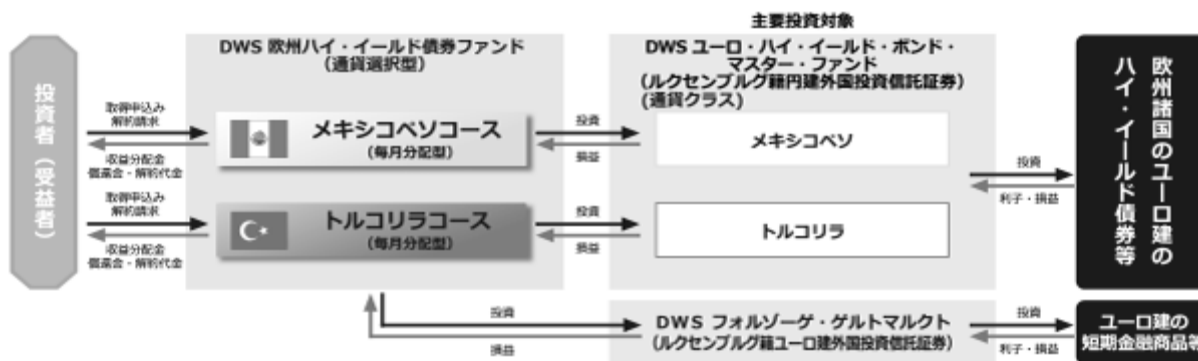 主要投資対象
投資者（受益者）
取得申込み
解約請求
収益分配金
償還金・解約代金
取得申込み
解約請求
収益分配金
償還金・解約代金
DWS 欧州ハイ・イールド債券ファンド
（通貨選択型）
メキシコペソコース
（毎月分配型）
トルコリラコース
（毎月分配型）
投資
損益
投資
損益
DWS ユーロ・ハイ・イールド・ボンド・
マスター・ファンド
（ルクセンブルグ籍円建外国投資信託証券）
（通貨クラス）
メキシコペソ
トルコリラ
投資
利子・損益
欧州諸国のユーロ建の
ハイ・イールド債券等
投資
損益
DWS フォルゾーゲ・ゲルトマルクト
（ルクセンブルグ籍ユーロ建外国投資信託証券）
投資
利子・損益
ユーロ建の
短期金融商品等